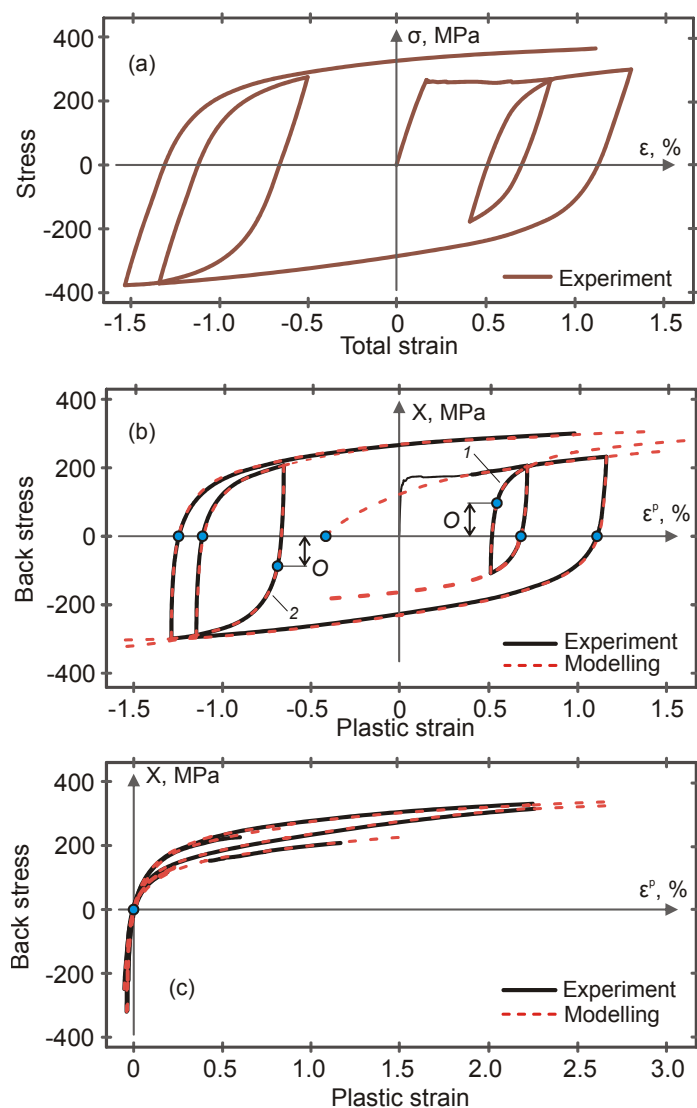 400
200
0
-200
-400
Stress
(a)
σ, MPa
ε, %
Experiment
-1.5
-1.0
-0.5
0
0.5
1.0
1.5
Total strain
400
200
0
-200
-400
Back stress
(b)
X, MPa
1
εᵖ, %
O
O
2
Experiment
Modelling
-1.5
-1.0
-0.5
0
0.5
1.0
1.5
Plastic strain
400
200
0
-200
-400
Back stress
X, MPa
εᵖ, %
(c)
Experiment
Modelling
0
0.5
1.0
1.5
2.0
2.5
3.0
Plastic strain